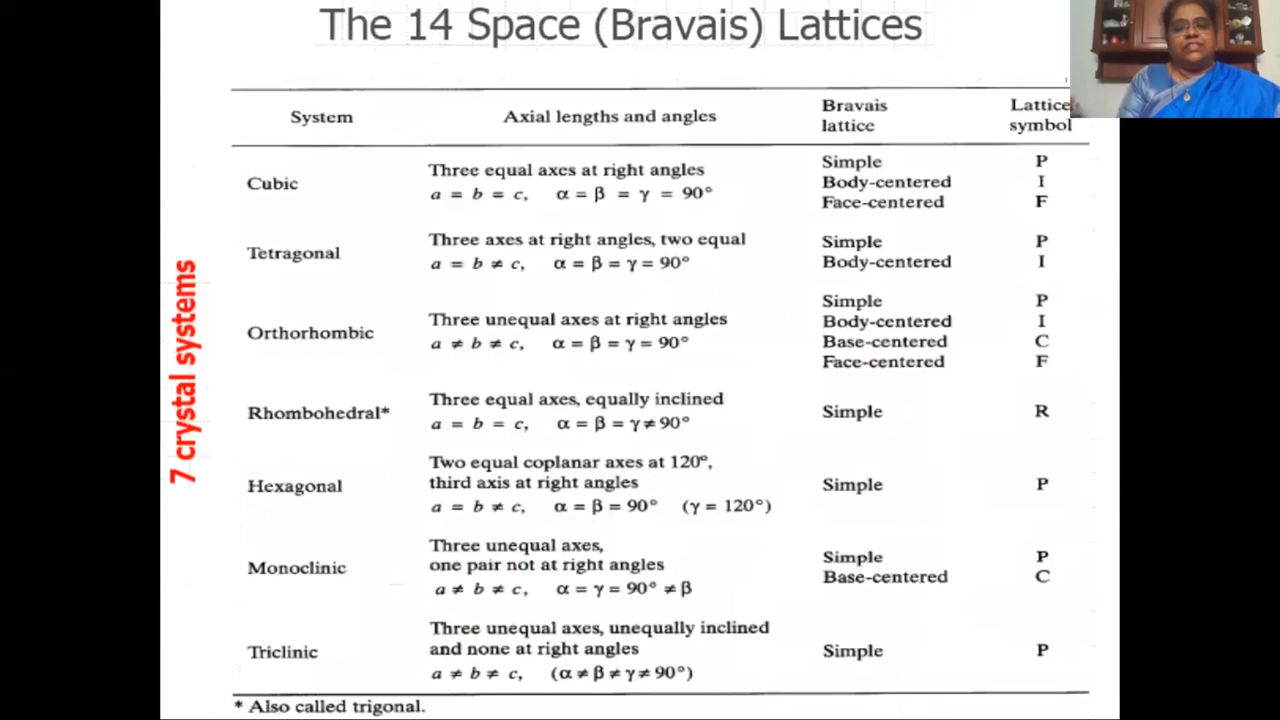 The 14 Space (Bravais) Lattices
7 crystal systems
System Axial lengths and angles Bravais lattice Lattice symbol
Cubic
Three equal axes at right angles
a = b = c, α = β = γ = 90°
Simple P
Body-centered I
Face-centered F
Tetragonal
Three axes at right angles, two equal
a = b ≠ c, α = β = γ = 90°
Simple P
Body-centered I
Orthorhombic
Three unequal axes at right angles
a ≠ b ≠ c, α = β = γ = 90°
Simple P
Body-centered I
Base-centered C
Face-centered F
Rhombohedral*
Three equal axes, equally inclined
a = b = c, α = β = γ ≠ 90°
Simple R
Hexagonal
Two equal coplanar axes at 120°,
third axis at right angles
a = b ≠ c, α = β = 90° (γ = 120°)
Simple P
Monoclinic
Three unequal axes,
one pair not at right angles
a ≠ b ≠ c, α = γ = 90° ≠ β
Simple P
Base-centered C
Triclinic
Three unequal axes, unequally inclined
and none at right angles
a ≠ b ≠ c, (α ≠ β ≠ γ ≠ 90°)
Simple P
* Also called trigonal.